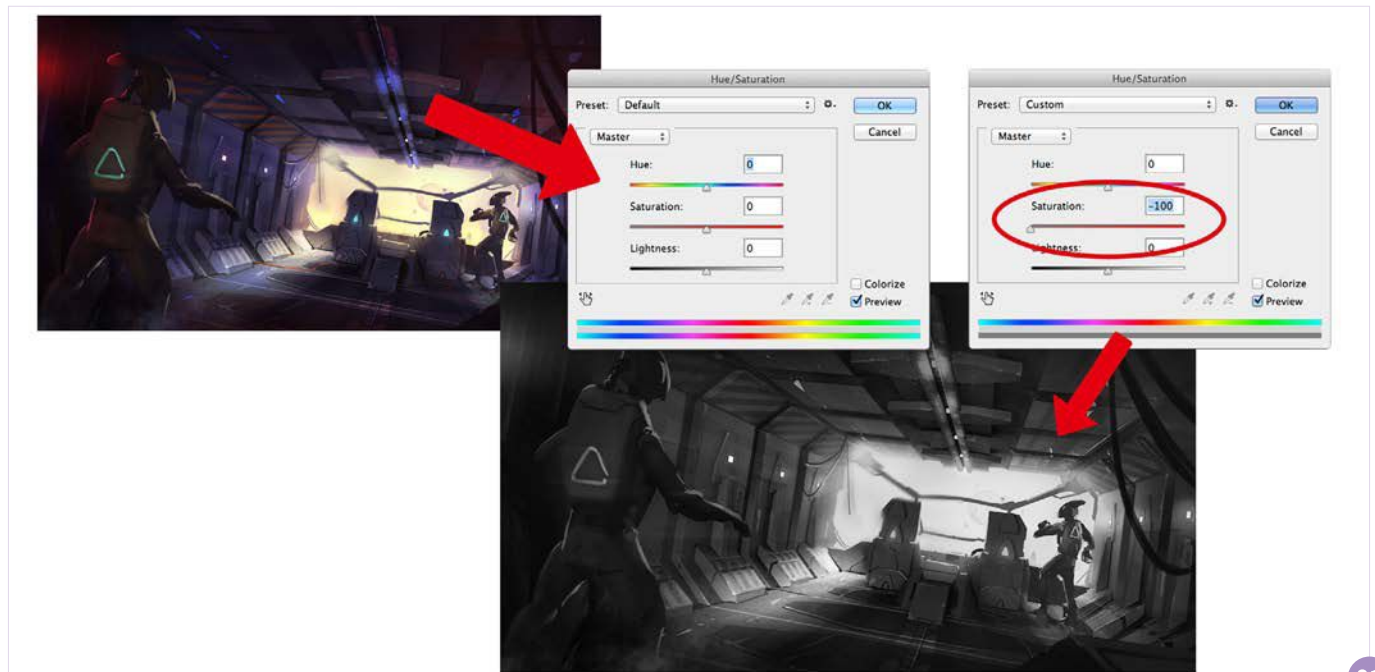 Hue/Saturation
Preset: Default
OK
Master
Cancel
Hue: 0
Saturation: 0
Lightness: 0
Colorize
Preview
Hue/Saturation
Preset: Custom
OK
Master
Cancel
Hue: 0
Saturation: -100
Lightness: 0
Colorize
Preview